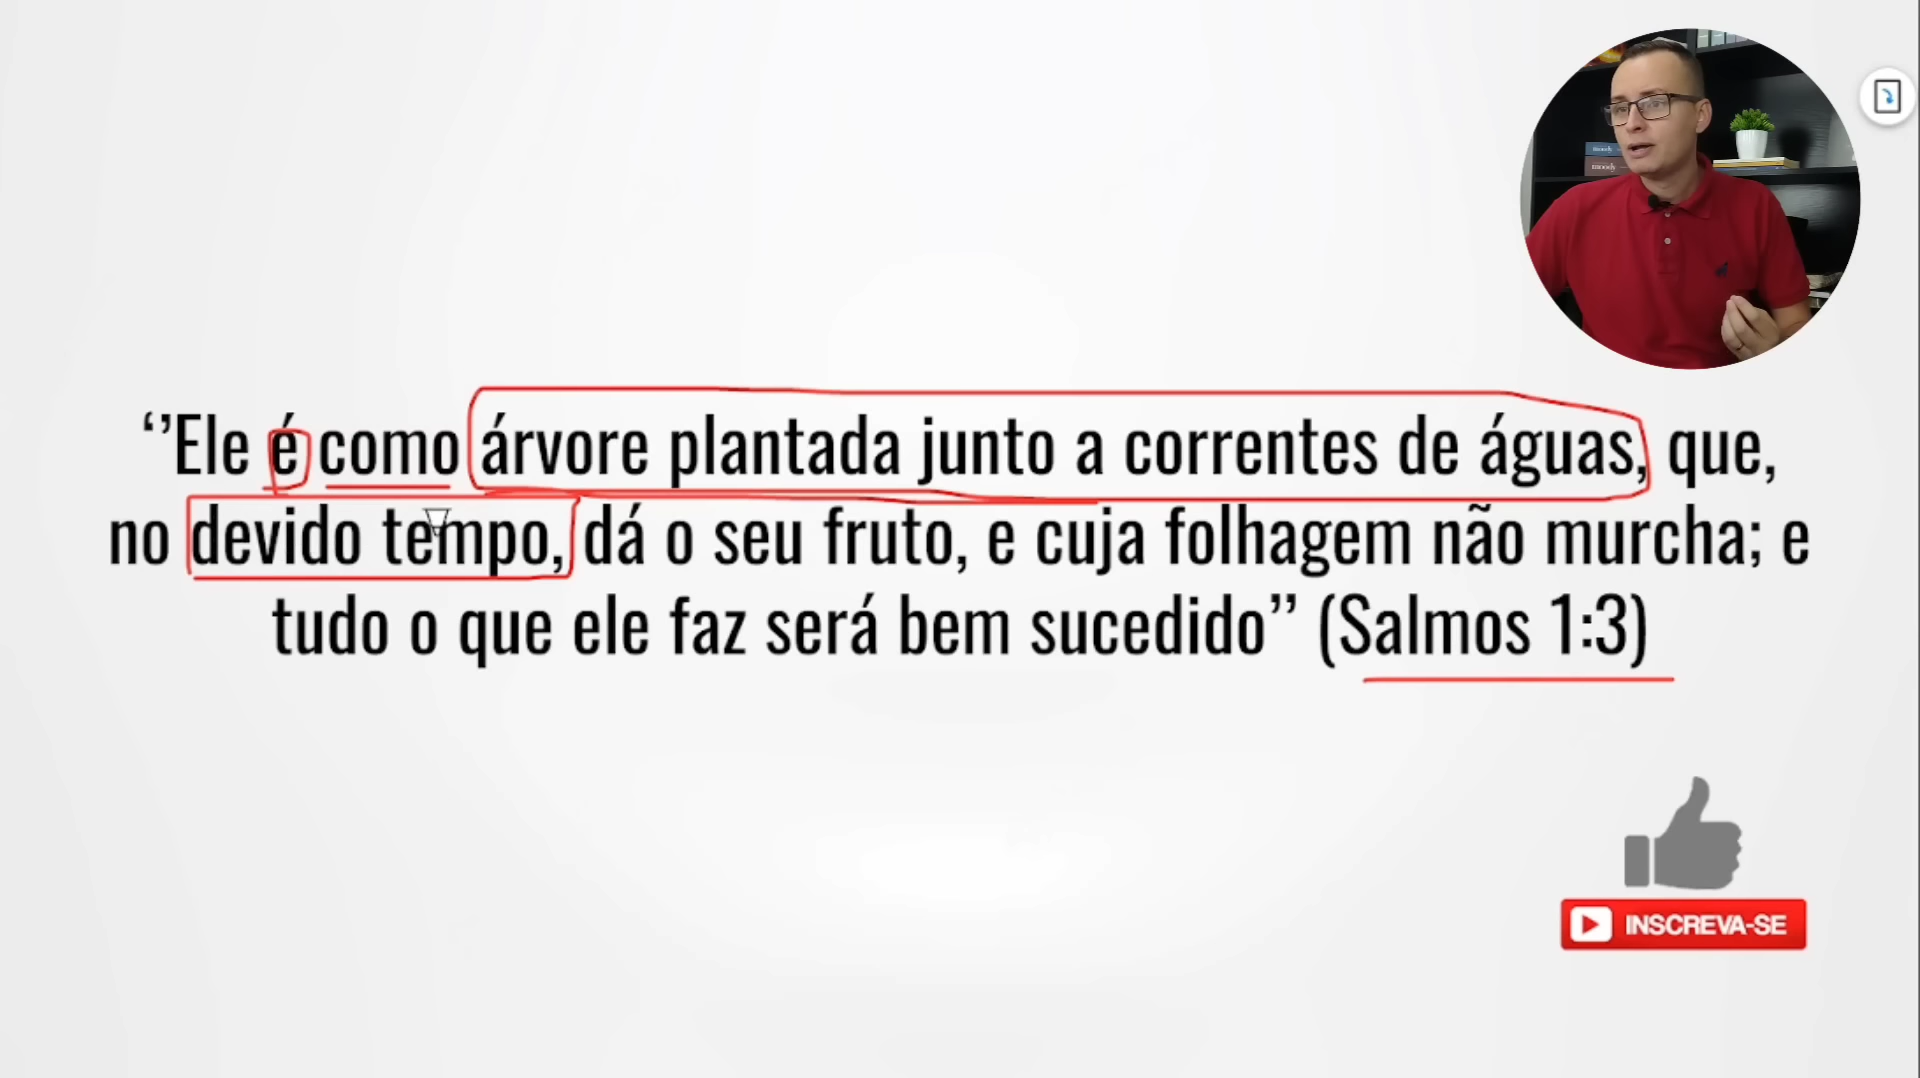 ‘’Ele é como árvore plantada junto a correntes de águas, que,
no devido tempo, dá o seu fruto, e cuja folhagem não murcha; e
tudo o que ele faz será bem sucedido’’ (Salmos 1:3)
INSCREVA-SE